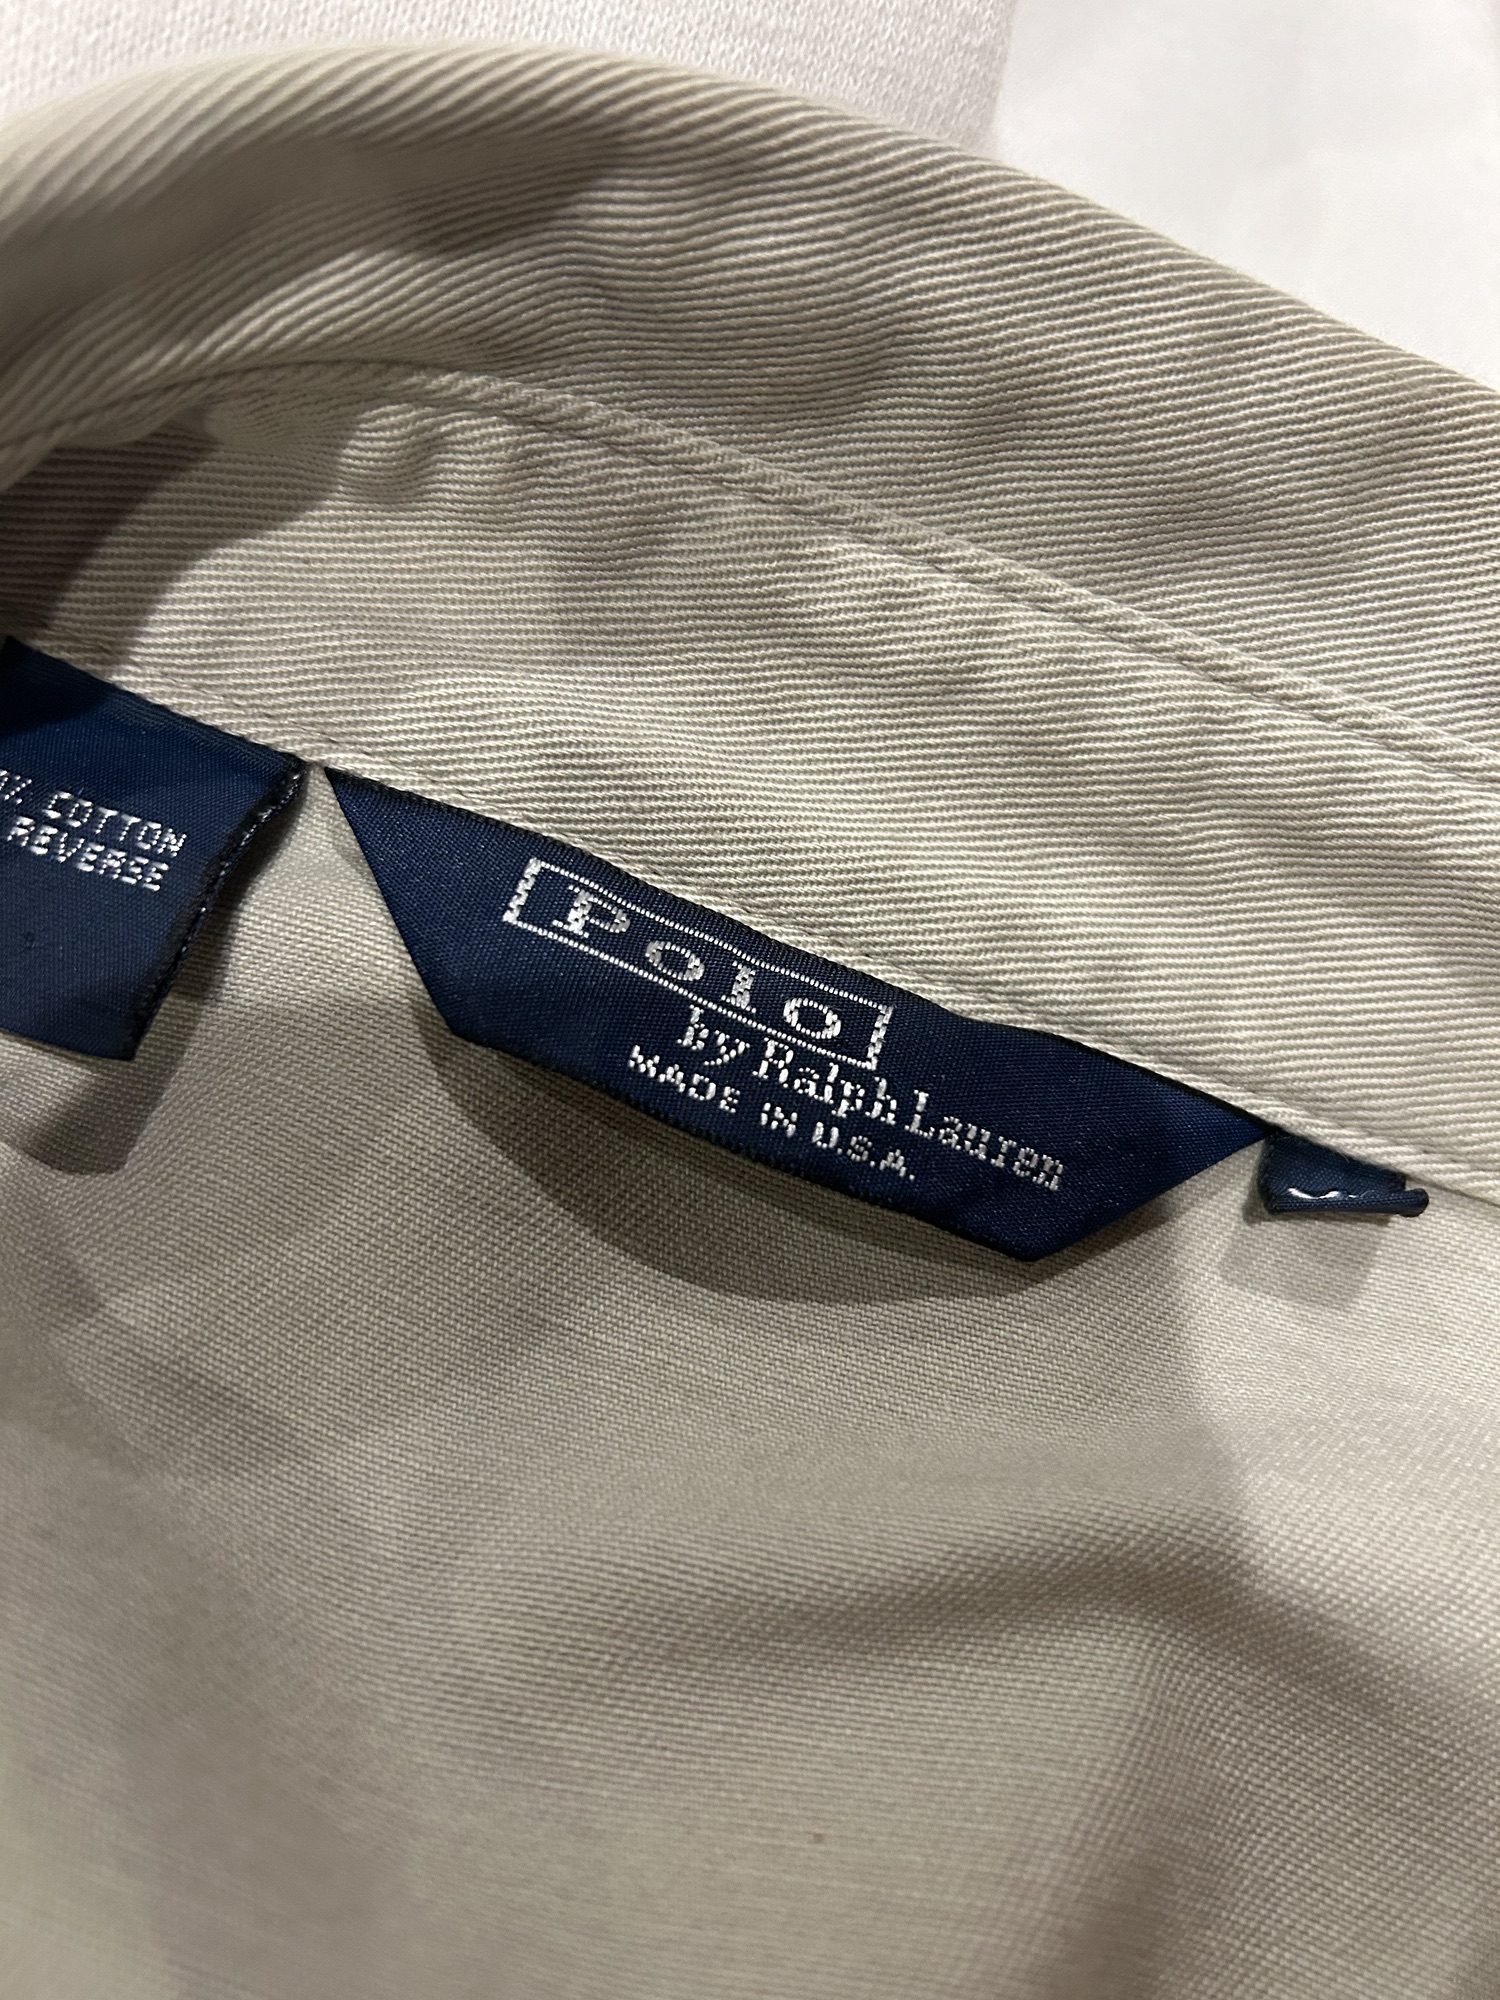 % COTTON
REVERSE
POLO
by Ralph Lauren
MADE IN U.S.A.